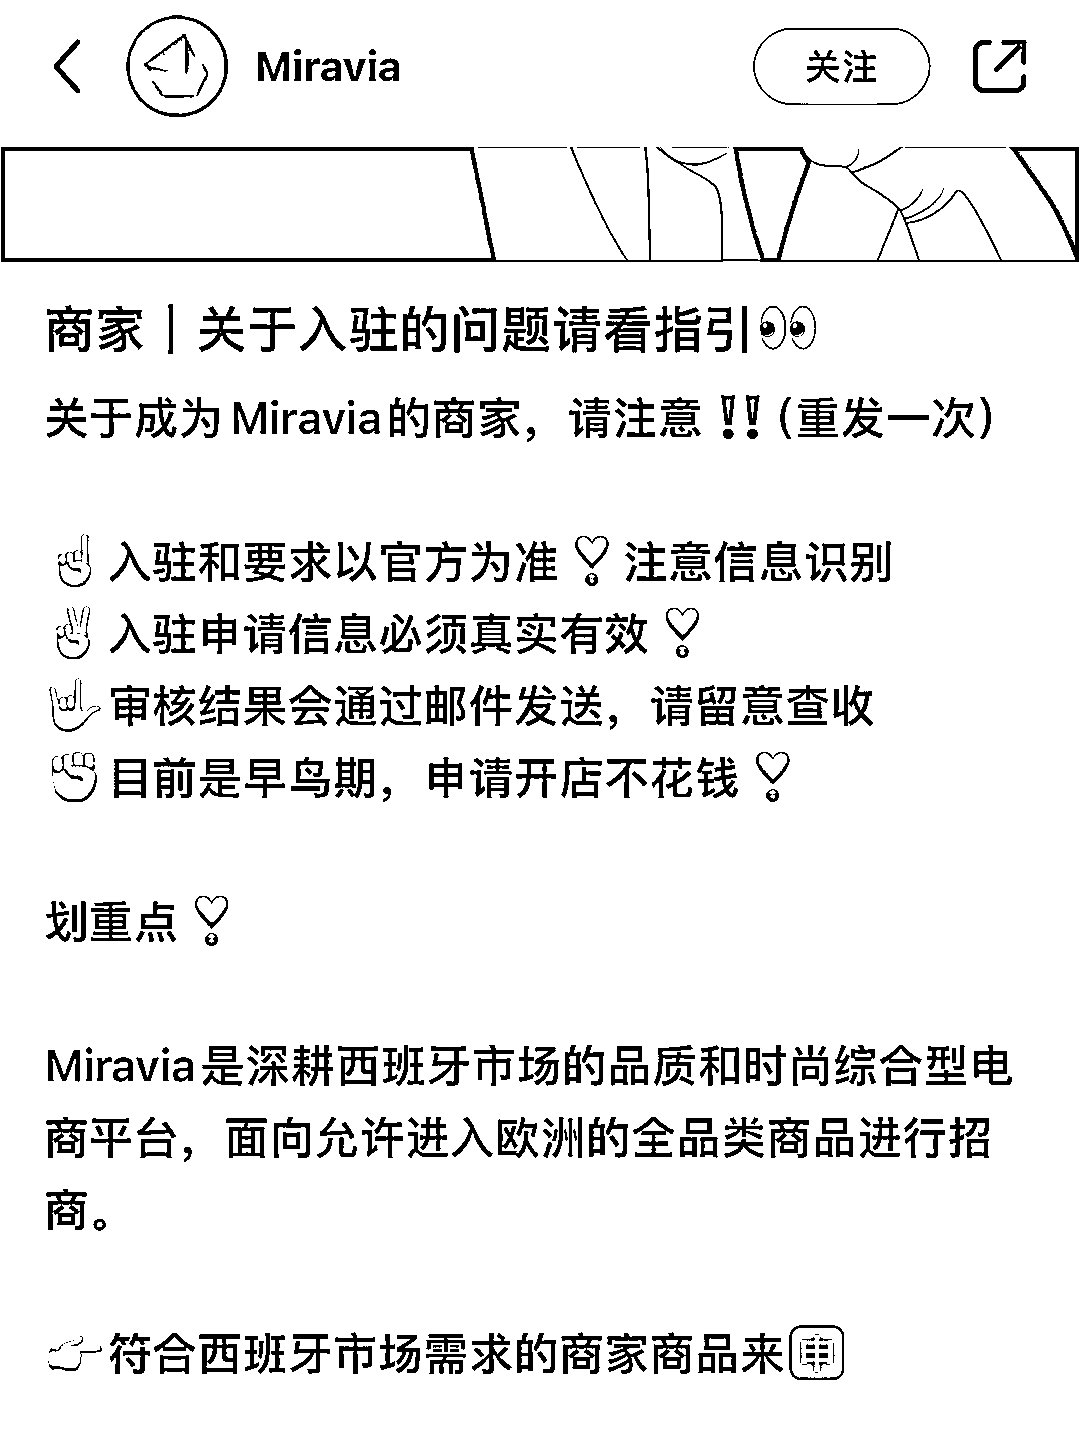 Miravia
关注
商家｜关于入驻的问题请看指引👀
关于成为Miravia的商家，请注意‼️（重发一次）
☝️入驻和要求以官方为准❣️注意信息识别
✌️入驻申请信息必须真实有效❣️
🤟审核结果会通过邮件发送，请留意查收
✊目前是早鸟期，申请开店不花钱❣️
划重点❣️
Miravia是深耕西班牙市场的品质和时尚综合型电
商平台，面向允许进入欧洲的全品类商品进行招
商。
👉符合西班牙市场需求的商家商品来🈸